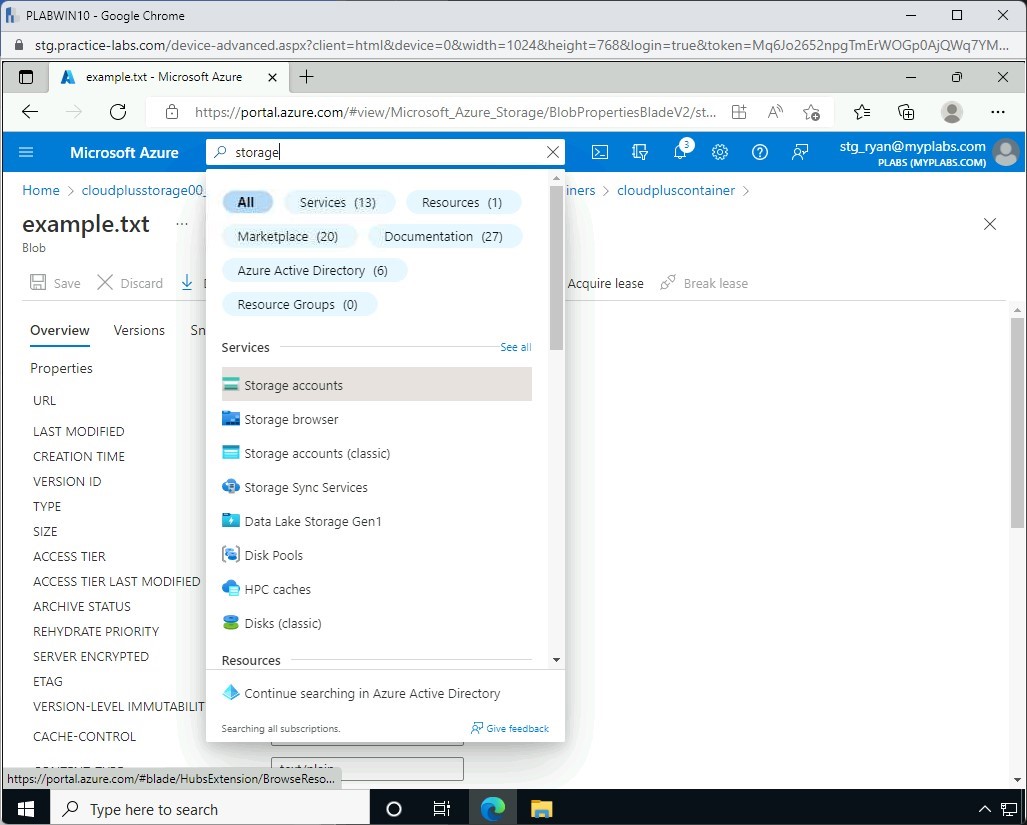 PLABWIN10 - Google Chrome
stg.practice-labs.com/device-advanced.aspx?client=html&device=0&width=1024&height=768&login=true&token=Mq6Jo2652npgTmErWOGp0AjQWq7YM...
example.txt - Microsoft Azure
https://portal.azure.com/#view/Microsoft_Azure_Storage/BlobPropertiesBladeV2/st...
Microsoft Azure
storage
3
stg_ryan@myplabs.com
PLABS (MYPLABS.COM)
Home > cloudplusstorage00_
iners > cloudpluscontainer >
example.txt ...
Blob
Save Discard
Acquire lease Break lease
Overview Versions Sn
Properties
URL
LAST MODIFIED
CREATION TIME
VERSION ID
TYPE
SIZE
ACCESS TIER
ACCESS TIER LAST MODIFIED
ARCHIVE STATUS
REHYDRATE PRIORITY
SERVER ENCRYPTED
ETAG
VERSION-LEVEL IMMUTABILIT
CACHE-CONTROL
All Services (13) Resources (1)
Marketplace (20) Documentation (27)
Azure Active Directory (6)
Resource Groups (0)
Services See all
Storage accounts
Storage browser
Storage accounts (classic)
Storage Sync Services
Data Lake Storage Gen1
Disk Pools
HPC caches
Disks (classic)
Resources
Continue searching in Azure Active Directory
Searching all subscriptions. Give feedback
text/plain
https://portal.azure.com/#blade/HubsExtension/BrowseReso...
Type here to search